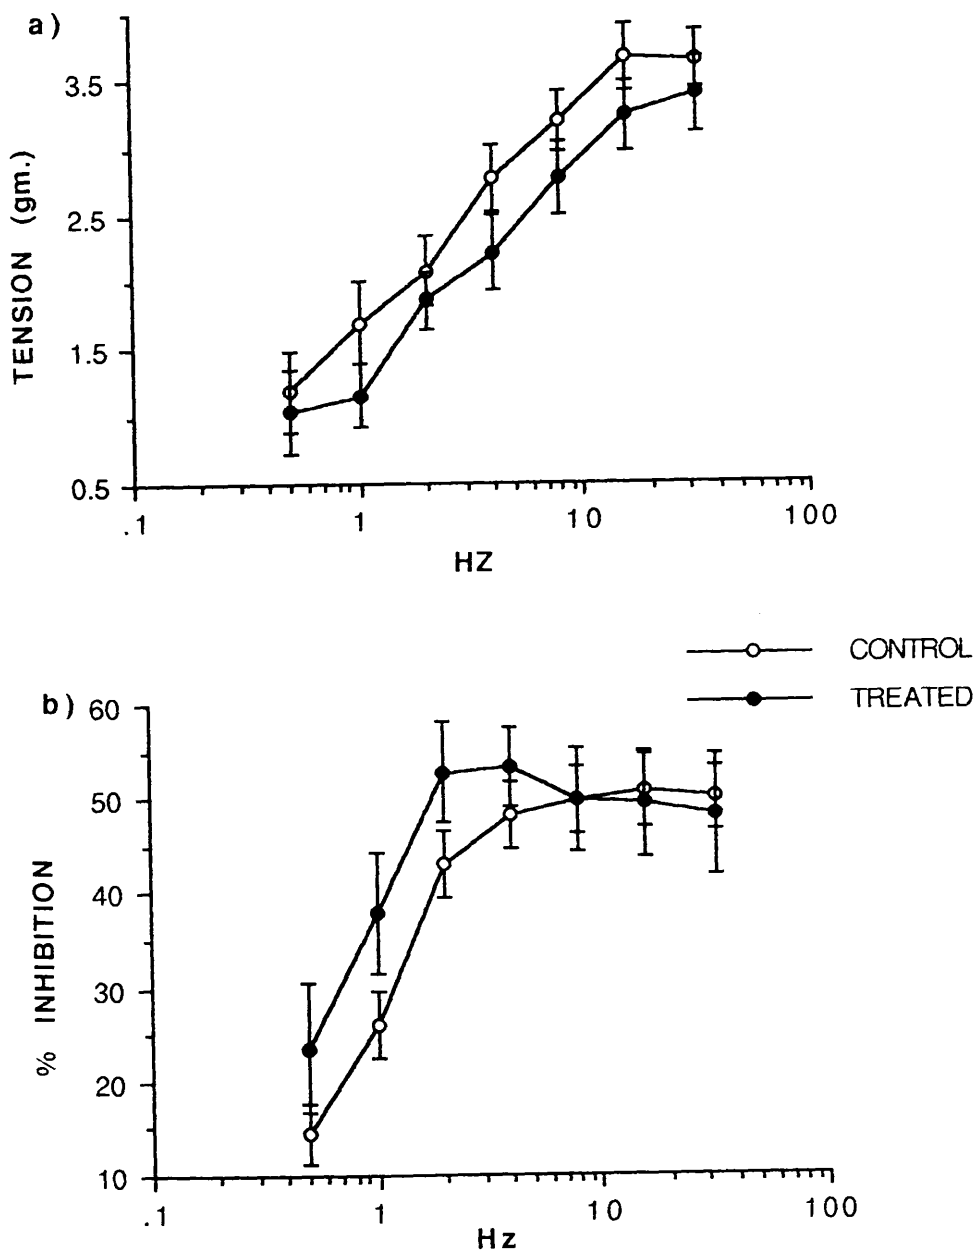 a)
3.5
2.5
1.5
0.5
TENSION (gm.)
.1 1 10 100
HZ
CONTROL
TREATED
b)
60
50
40
30
20
10
% INHIBITION
.1 1 10 100
Hz